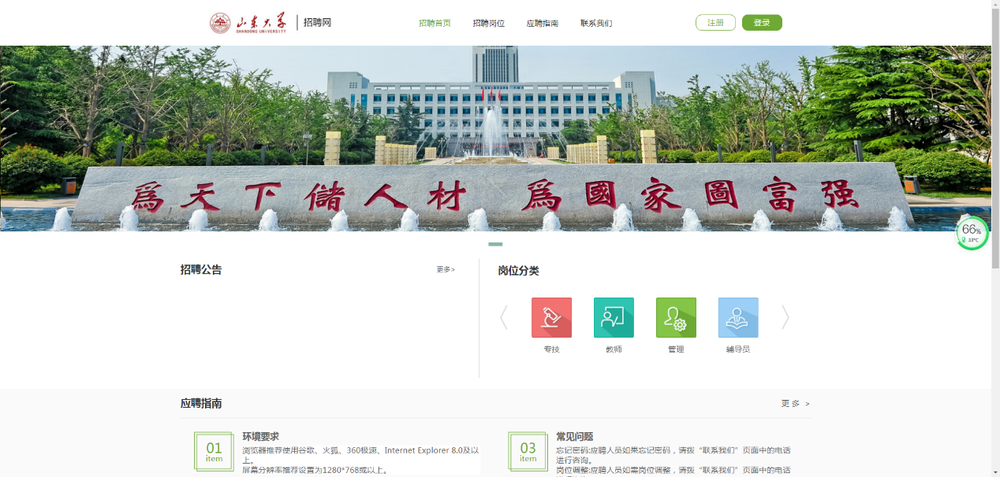 山东大学
SHANDONG UNIVERSITY
招聘网
招聘首页 招聘岗位 应聘指南 联系我们
注册 登录
為天下儲人材 為國家圖富强
66%
33℃
招聘公告 更多>
岗位分类
专技 教师 管理 辅导员
应聘指南 更多 >
01
item
环境要求
浏览器推荐使用谷歌、火狐、360极速、Internet Explorer 8.0及以
上。
屏幕分辨率推荐设置为1280*768或以上。
03
item
常见问题
忘记密码:应聘人员如果忘记密码，请拨“联系我们”页面中的电话
进行咨询。
岗位调整:应聘人员如需岗位调整，请拨“联系我们”页面中的电话